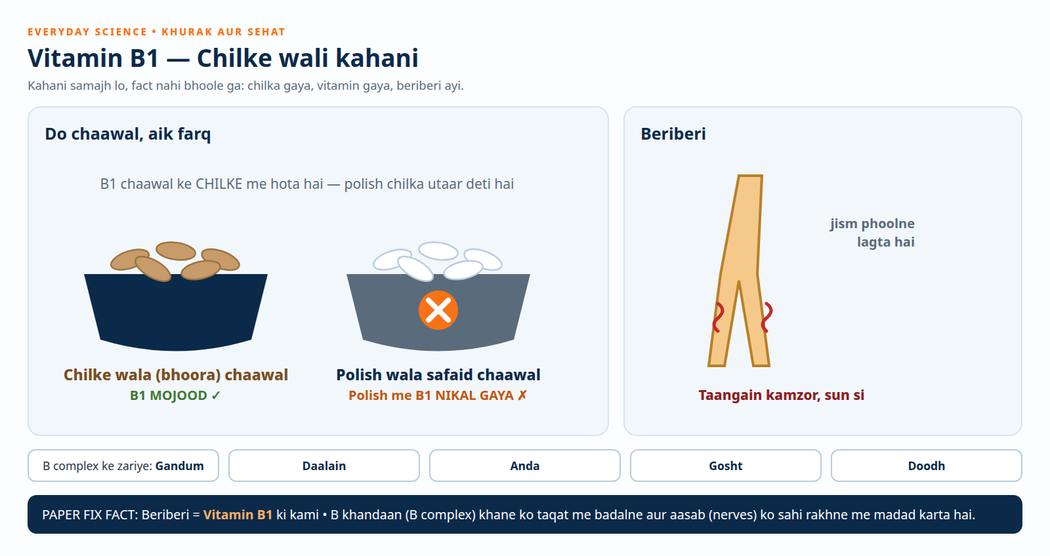 EVERYDAY SCIENCE • KHURAK AUR SEHAT
Vitamin B1 — Chilke wali kahani
Kahani samajh lo, fact nahi bhoole ga: chilka gaya, vitamin gaya, beriberi ayi.
Do chaawal, aik farq
B1 chaawal ke CHILKE me hota hai — polish chilka utaar deti hai
Chilke wala (bhoora) chaawal
B1 MOJOOD ✓
Polish wala safaid chaawal
Polish me B1 NIKAL GAYA ✗
Beriberi
jism phoolne
lagta hai
Taangain kamzor, sun si
B complex ke zariye: Gandum
Daalain
Anda
Gosht
Doodh
PAPER FIX FACT: Beriberi = Vitamin B1 ki kami • B khandaan (B complex) khane ko taqat me badalne aur aasab (nerves) ko sahi rakhne me madad karta hai.